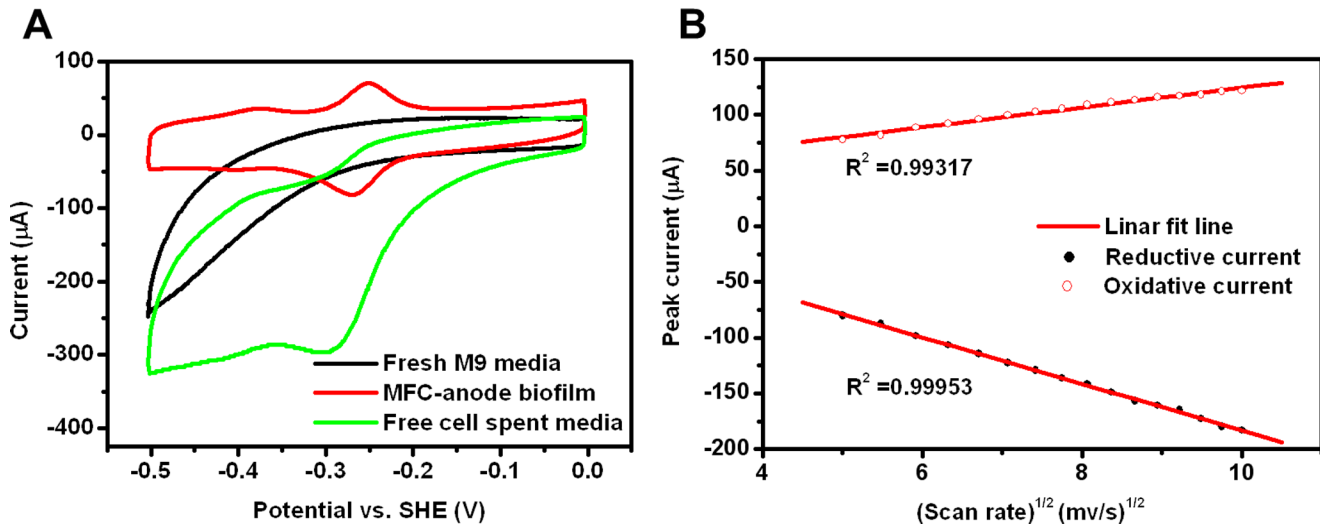 A
100
0
-100
-200
-300
-400
Current (μA)
Fresh M9 media
MFC-anode biofilm
Free cell spent media
-0.5
-0.4
-0.3
-0.2
-0.1
0.0
Potential vs. SHE (V)
B
150
100
50
0
-50
-100
-150
-200
Peak current (μA)
R² =0.99317
Linar fit line
Reductive current
Oxidative current
R² =0.99953
4
6
8
10
(Scan rate)^1/2 (mv/s)^1/2